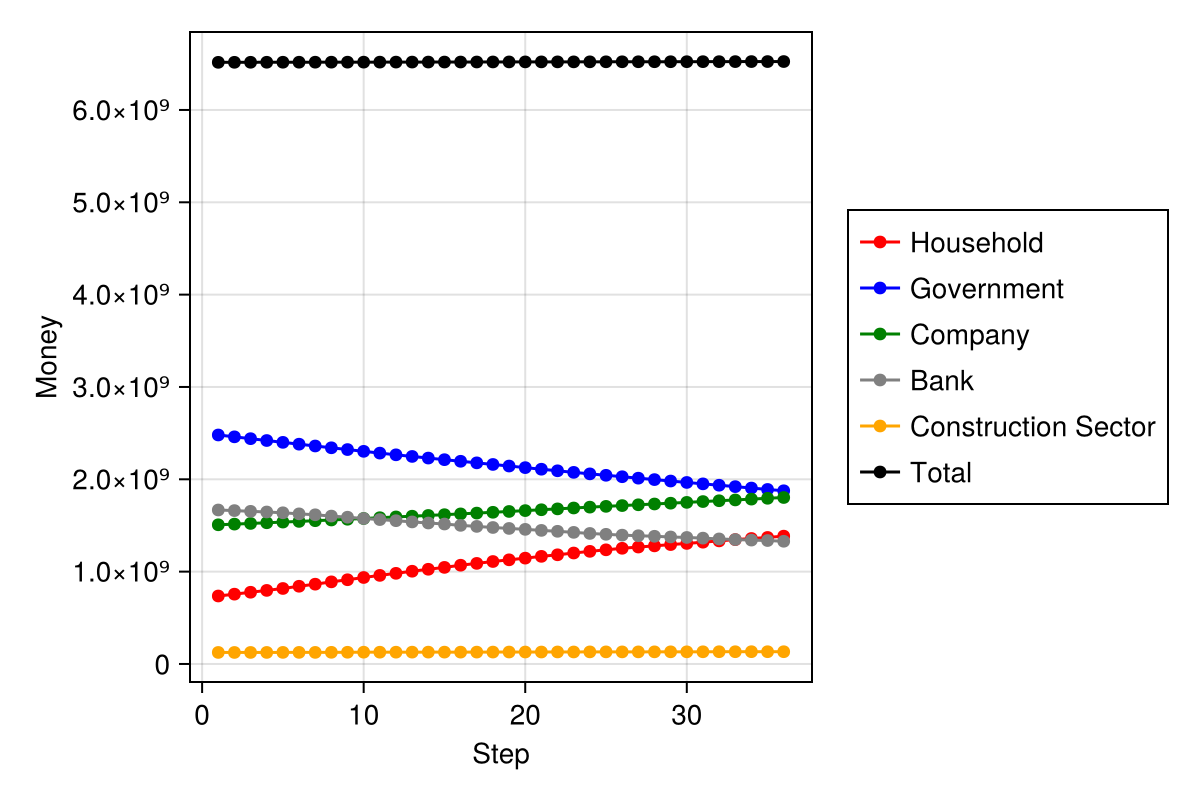 6.0×10⁹
5.0×10⁹
4.0×10⁹
3.0×10⁹
2.0×10⁹
1.0×10⁹
0
Money
0 10 20 30
Step
Household
Government
Company
Bank
Construction Sector
Total